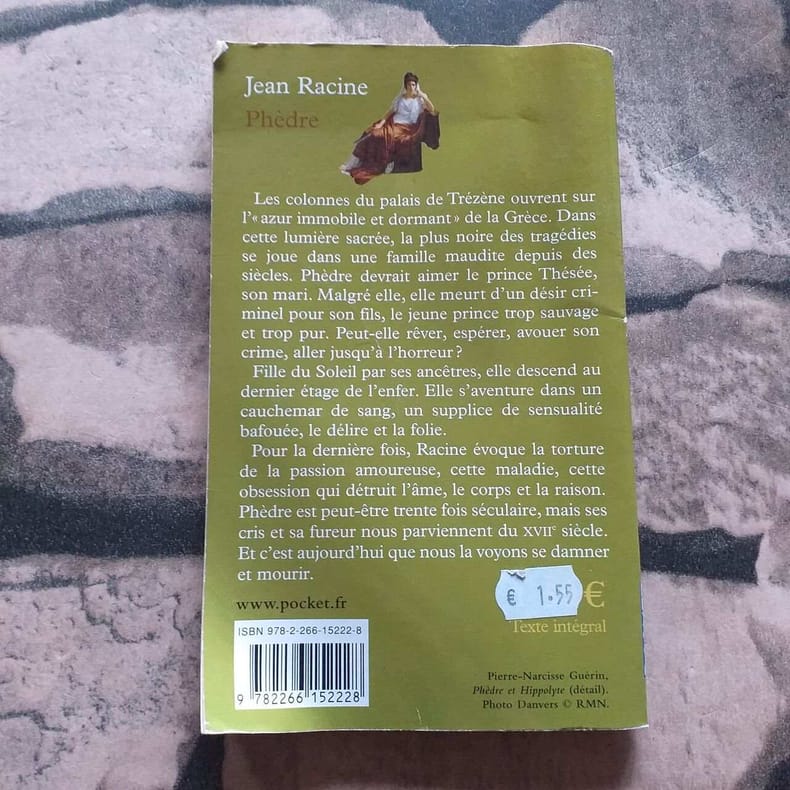 Jean Racine
Phèdre
Les colonnes du palais de Trézène ouvrent sur
l'« azur immobile et dormant » de la Grèce. Dans
cette lumière sacrée, la plus noire des tragédies
se joue dans une famille maudite depuis des
siècles. Phèdre devrait aimer le prince Thésée,
son mari. Malgré elle, elle meurt d'un désir cri-
minel pour son fils, le jeune prince trop sauvage
et trop pur. Peut-elle rêver, espérer, avouer son
crime, aller jusqu'à l'horreur ?
Fille du Soleil par ses ancêtres, elle descend au
dernier étage de l'enfer. Elle s'aventure dans un
cauchemar de sang, un supplice de sensualité
bafouée, le délire et la folie.
Pour la dernière fois, Racine évoque la torture
de la passion amoureuse, cette maladie, cette
obsession qui détruit l'âme, le corps et la raison.
Phèdre est peut-être trente fois séculaire, mais ses
cris et sa fureur nous parviennent du XVIIe siècle.
Et c'est aujourd'hui que nous la voyons se damner
et mourir.
www.pocket.fr
€ 1.55 €
Texte intégral
ISBN 978-2-266-15222-8
9 782266 152228
Pierre-Narcisse Guérin,
Phèdre et Hippolyte (détail).
Photo Danvers © RMN.